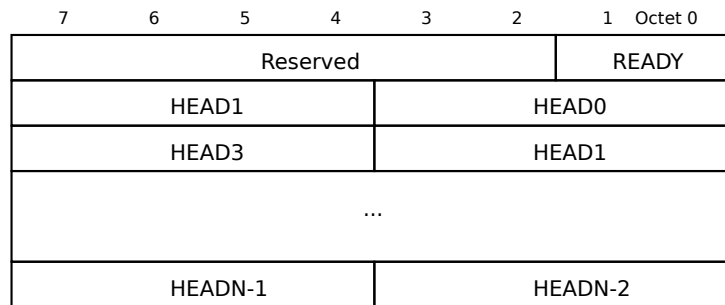 7 6 5 4 3 2 1 Octet 0
Reserved READY
HEAD1 HEAD0
HEAD3 HEAD1
...
HEADN-1 HEADN-2